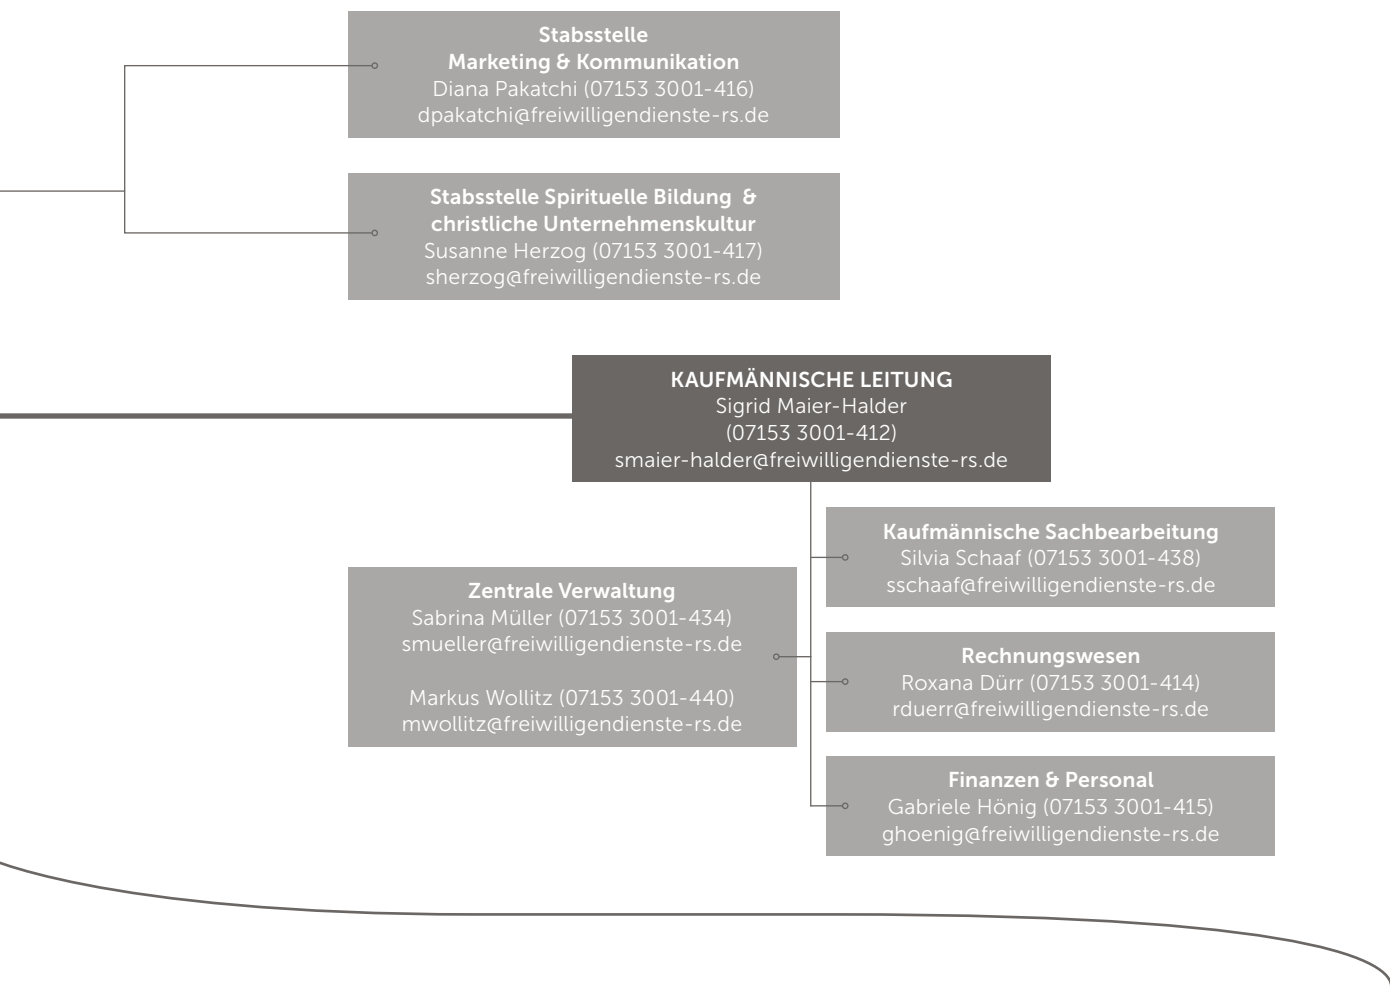 Stabsstelle
Marketing & Kommunikation
Diana Pakatchi (07153 3001-416)
dpakatchi@freiwilligendienste-rs.de
Stabsstelle Spirituelle Bildung  &
christliche Unternehmenskultur
Susanne Herzog (07153 3001-417)
sherzog@freiwilligendienste-rs.de
KAUFMÄNNISCHE LEITUNG
Sigrid Maier-Halder
(07153 3001-412)
smaier-halder@freiwilligendienste-rs.de
Zentrale Verwaltung
Sabrina Müller (07153 3001-434)
smueller@freiwilligendienste-rs.de
Markus Wollitz (07153 3001-440)
mwollitz@freiwilligendienste-rs.de
Kaufmännische Sachbearbeitung
Silvia Schaaf (07153 3001-438)
sschaaf@freiwilligendienste-rs.de
Rechnungswesen
Roxana Dürr (07153 3001-414)
rduerr@freiwilligendienste-rs.de
Finanzen & Personal
Gabriele Hönig (07153 3001-415)
ghoenig@freiwilligendienste-rs.de